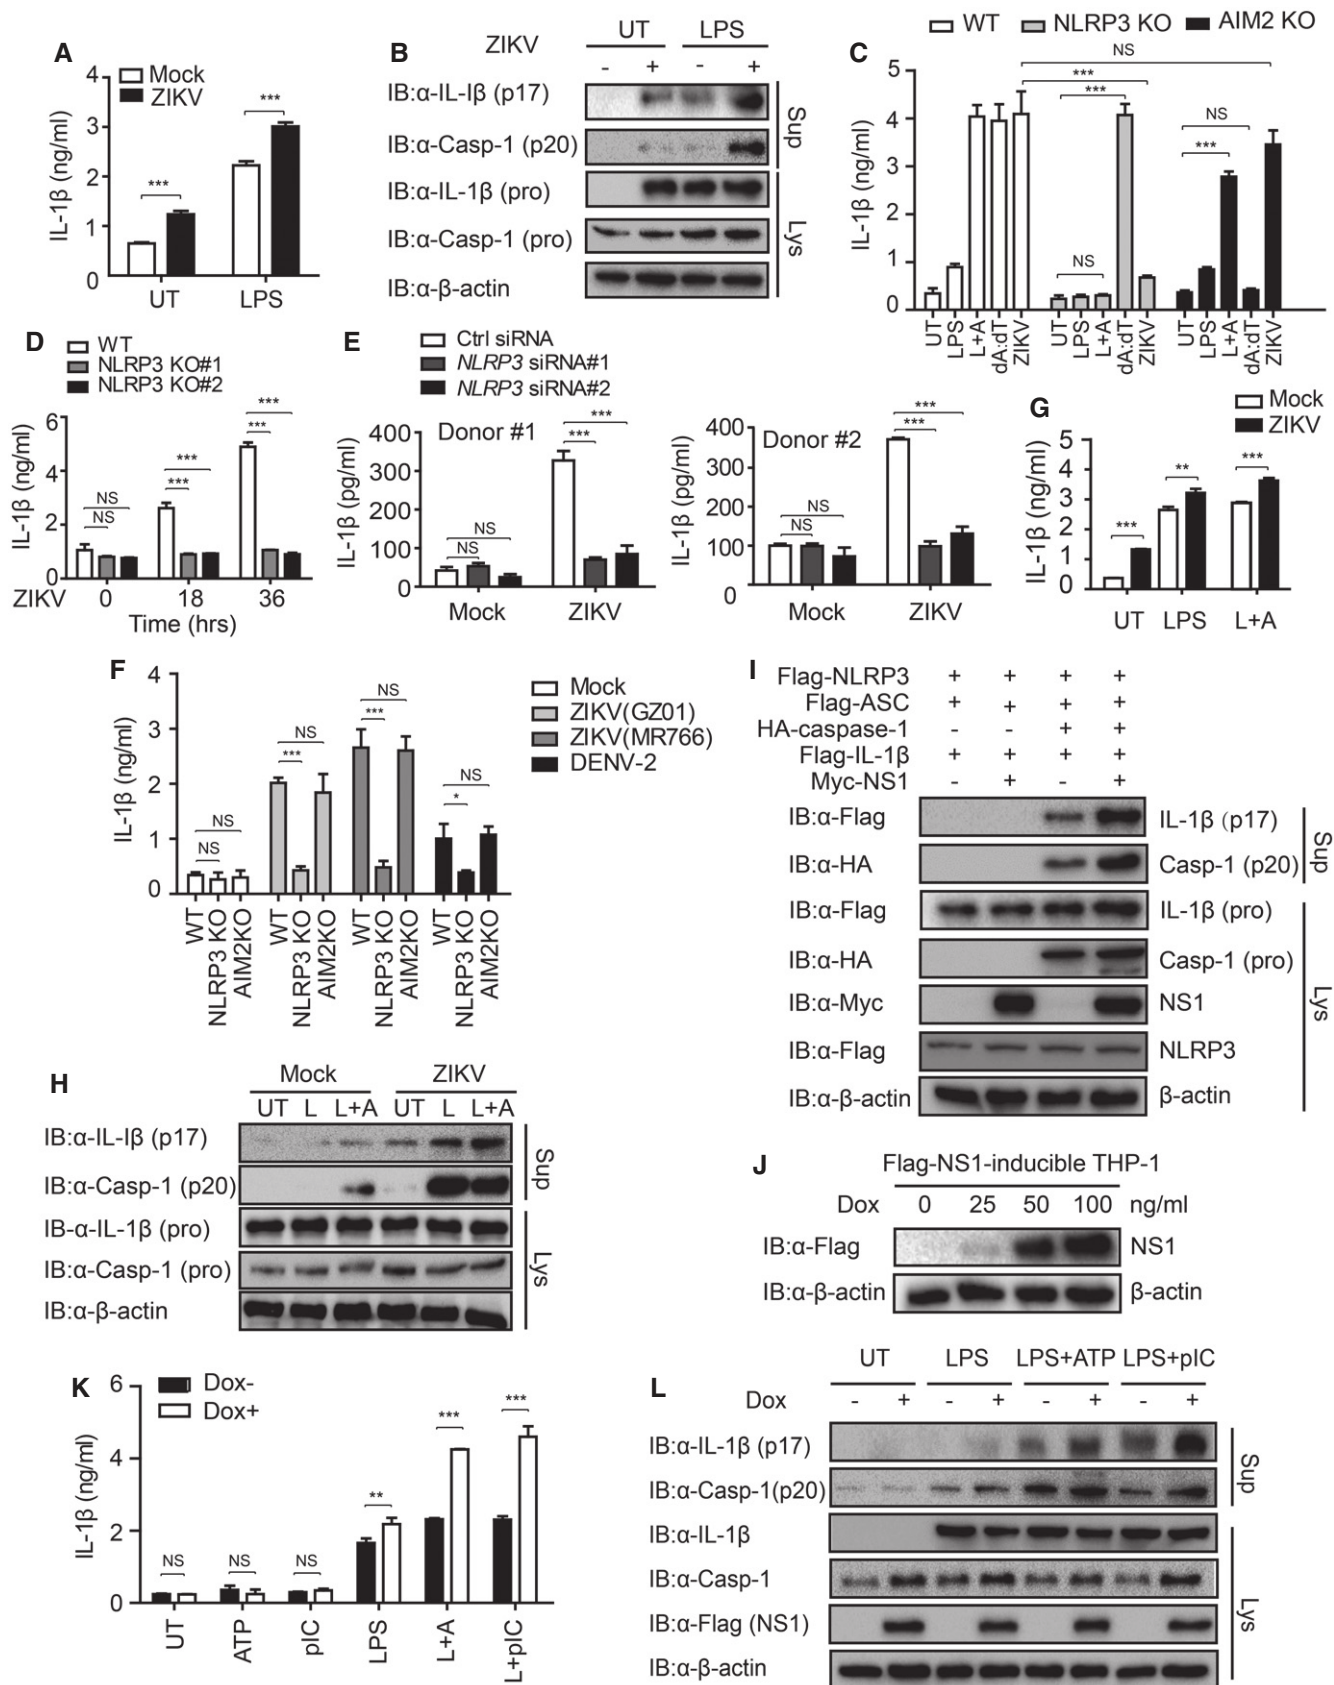 A
Mock
ZIKV
IL-1β (ng/ml)
4
3
2
1
0
***
***
UT
LPS
B
ZIKV
UT
LPS
- + - +
IB:α-IL-Iβ (p17)
IB:α-Casp-1 (p20)
IB:α-IL-1β (pro)
IB:α-Casp-1 (pro)
IB:α-β-actin
Sup
Lys
WT
NLRP3 KO
AIM2 KO
C
IL-1β (ng/ml)
5
4
3
2
1
0
NS
***
***
NS
NS
***
UT LPS L+A dA:dT ZIKV
UT LPS L+A dA:dT ZIKV
UT LPS L+A dA:dT ZIKV
D
WT
NLRP3 KO#1
NLRP3 KO#2
IL-1β (ng/ml)
6
4
2
0
NS
NS
***
***
***
***
ZIKV 0 18 36
Time (hrs)
E
Ctrl siRNA
NLRP3 siRNA#1
NLRP3 siRNA#2
Donor #1
IL-1β (pg/ml)
400
300
200
100
0
NS
NS
***
***
Mock
ZIKV
Donor #2
IL-1β (pg/ml)
400
300
200
100
0
NS
NS
***
***
Mock
ZIKV
G
Mock
ZIKV
IL-1β (ng/ml)
5
4
3
2
1
0
***
**
***
UT
LPS
L+A
F
Mock
ZIKV(GZ01)
ZIKV(MR766)
DENV-2
IL-1β (ng/ml)
4
3
2
1
0
NS
NS
NS
***
NS
***
NS
*
WT NLRP3 KO AIM2KO
WT NLRP3 KO AIM2KO
WT NLRP3 KO AIM2KO
WT NLRP3 KO AIM2KO
I
Flag-NLRP3 + + + +
Flag-ASC + + + +
HA-caspase-1 - - + +
Flag-IL-1β + + + +
Myc-NS1 - + - +
IB:α-Flag IL-1β (p17)
IB:α-HA Casp-1 (p20)
IB:α-Flag IL-1β (pro)
IB:α-HA Casp-1 (pro)
IB:α-Myc NS1
IB:α-Flag NLRP3
IB:α-β-actin β-actin
Sup
Lys
H
Mock
ZIKV
UT L L+A UT L L+A
IB:α-IL-Iβ (p17)
IB:α-Casp-1 (p20)
IB-α-IL-1β (pro)
IB:α-Casp-1 (pro)
IB:α-β-actin
Sup
Lys
J
Flag-NS1-inducible THP-1
Dox 0 25 50 100 ng/ml
IB:α-Flag NS1
IB:α-β-actin β-actin
K
Dox-
Dox+
IL-1β (ng/ml)
6
4
2
0
NS
NS
NS
**
***
***
UT
ATP
pIC
LPS
L+A
L+pIC
L
UT LPS LPS+ATP LPS+pIC
Dox - + - + - + - +
IB:α-IL-1β (p17)
IB:α-Casp-1(p20)
IB:α-IL-1β
IB:α-Casp-1
IB:α-Flag (NS1)
IB:α-β-actin
Sup
Lys